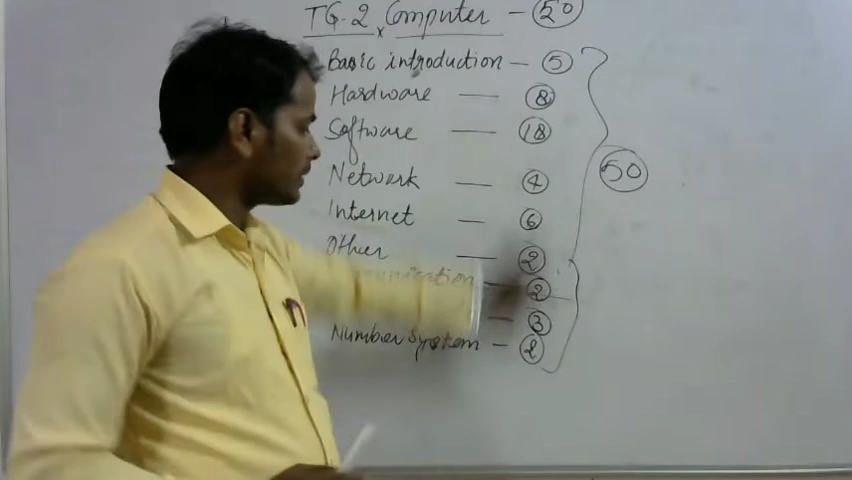 TG-2 Computer - 50
Basic introduction - 5
Hardware - 8
Software - 18
Network - 4
Internet - 6
Other - 2
- 2
- 3
Number System - 2
50